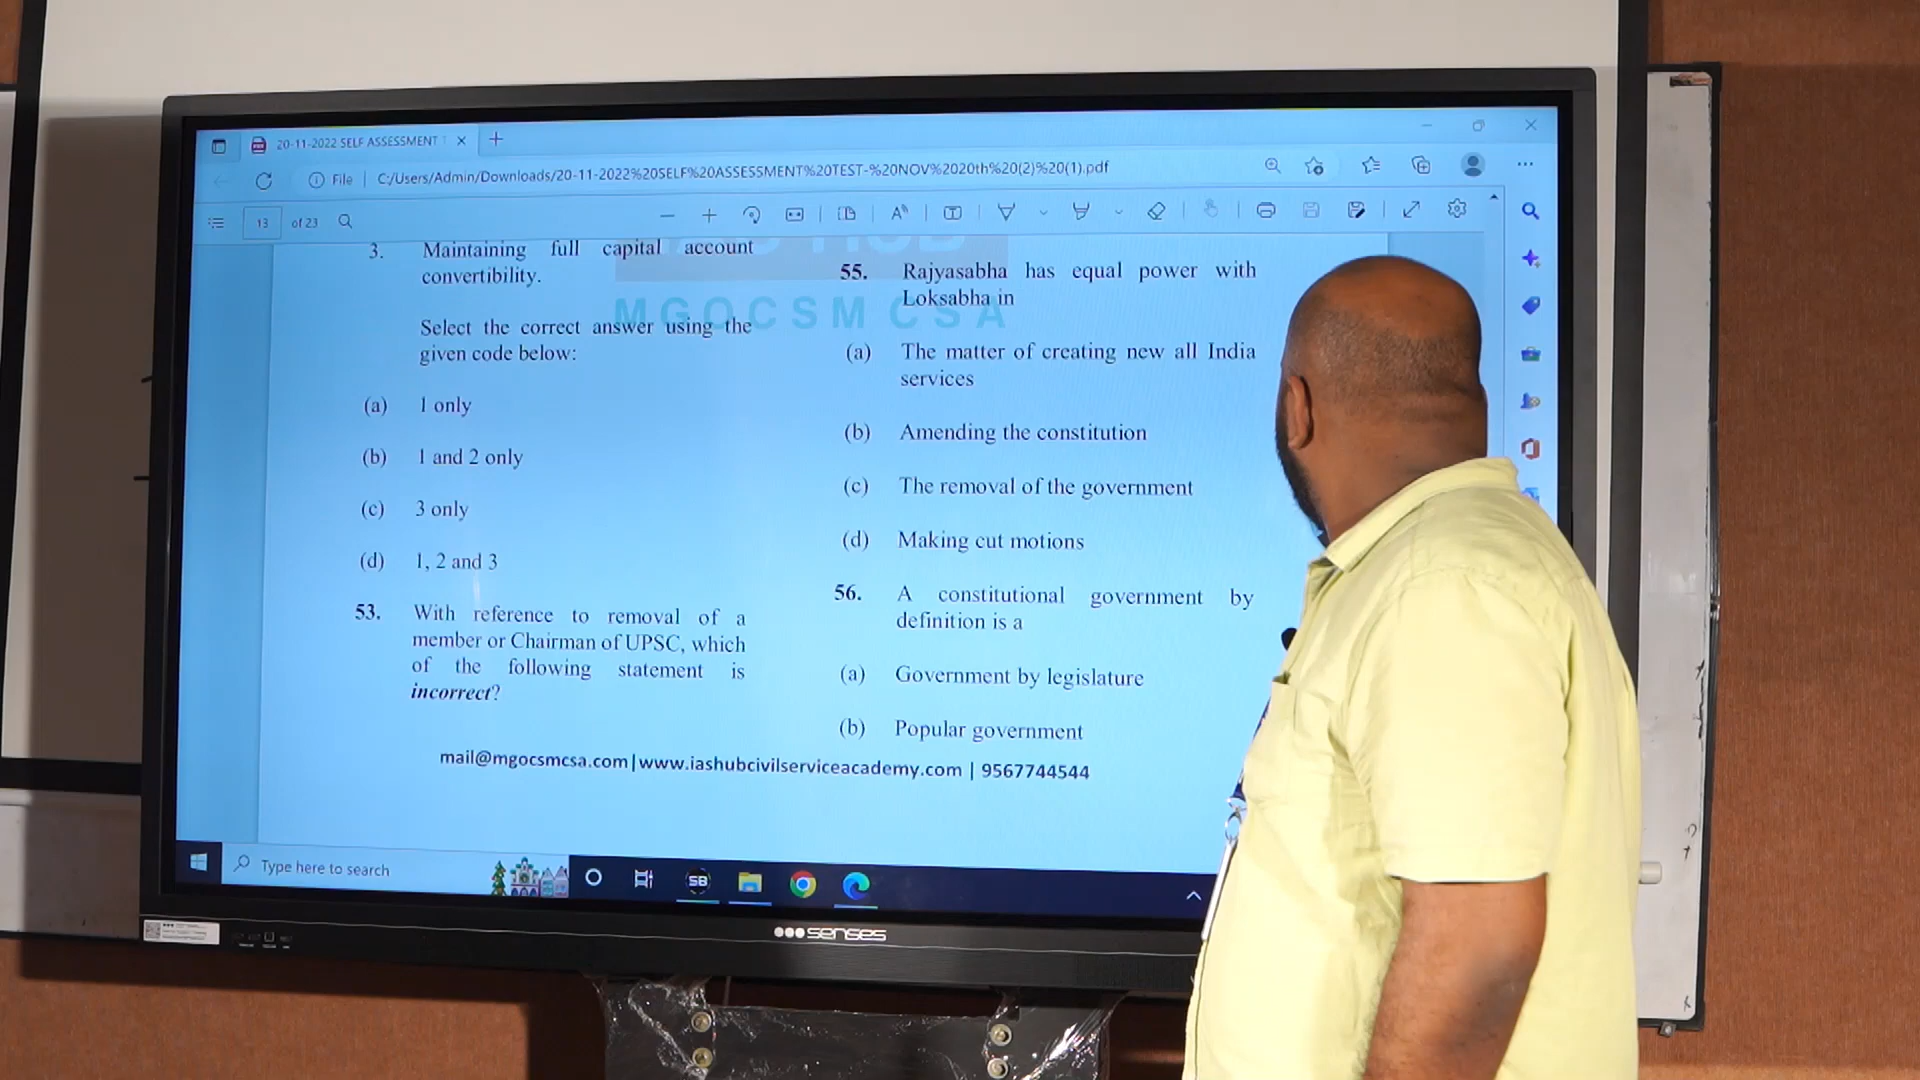 20-11-2022 SELF ASSESSMENT
File
C:/Users/Admin/Downloads/20-11-2022%20SELF%20ASSESSMENT%20TEST-%20NOV%2020th%20(2)%20(1).pdf
13 of 23
3. Maintaining full capital account
convertibility.
Select the correct answer using the
given code below:
(a) 1 only
(b) 1 and 2 only
(c) 3 only
(d) 1, 2 and 3
53. With reference to removal of a
member or Chairman of UPSC, which
of the following statement is
incorrect?
MGOCSM CSA
55. Rajyasabha has equal power with
Loksabha in
(a) The matter of creating new all India
services
(b) Amending the constitution
(c) The removal of the government
(d) Making cut motions
56. A constitutional government by
definition is a
(a) Government by legislature
(b) Popular government
mail@mgocsmcsa.com|www.iashubcivilserviceacademy.com | 9567744544
Type here to search
SB
senses